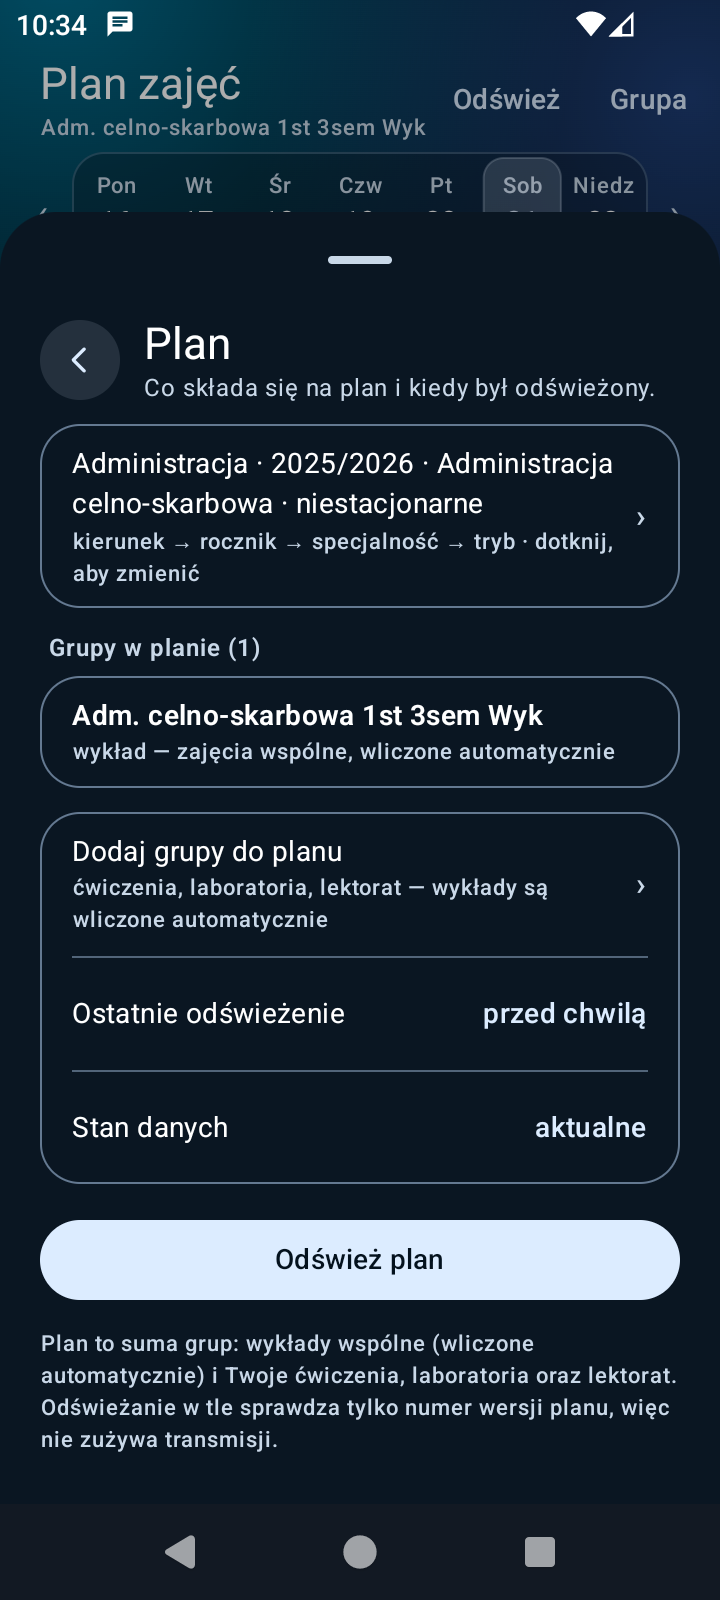 10:34
Plan zajęć
Odśwież
Grupa
Adm. celno-skarbowa 1st 3sem Wyk
Pon Wt Śr Czw Pt Sob Niedz
Plan
Co składa się na plan i kiedy był odświeżony.
Administracja · 2025/2026 · Administracja
celno-skarbowa · niestacjonarne
kierunek → rocznik → specjalność → tryb · dotknij,
aby zmienić
Grupy w planie (1)
Adm. celno-skarbowa 1st 3sem Wyk
wykład — zajęcia wspólne, wliczone automatycznie
Dodaj grupy do planu
ćwiczenia, laboratoria, lektorat — wykłady są
wliczone automatycznie
Ostatnie odświeżenie
przed chwilą
Stan danych
aktualne
Odśwież plan
Plan to suma grup: wykłady wspólne (wliczone
automatycznie) i Twoje ćwiczenia, laboratoria oraz lektorat.
Odświeżanie w tle sprawdza tylko numer wersji planu, więc
nie zużywa transmisji.